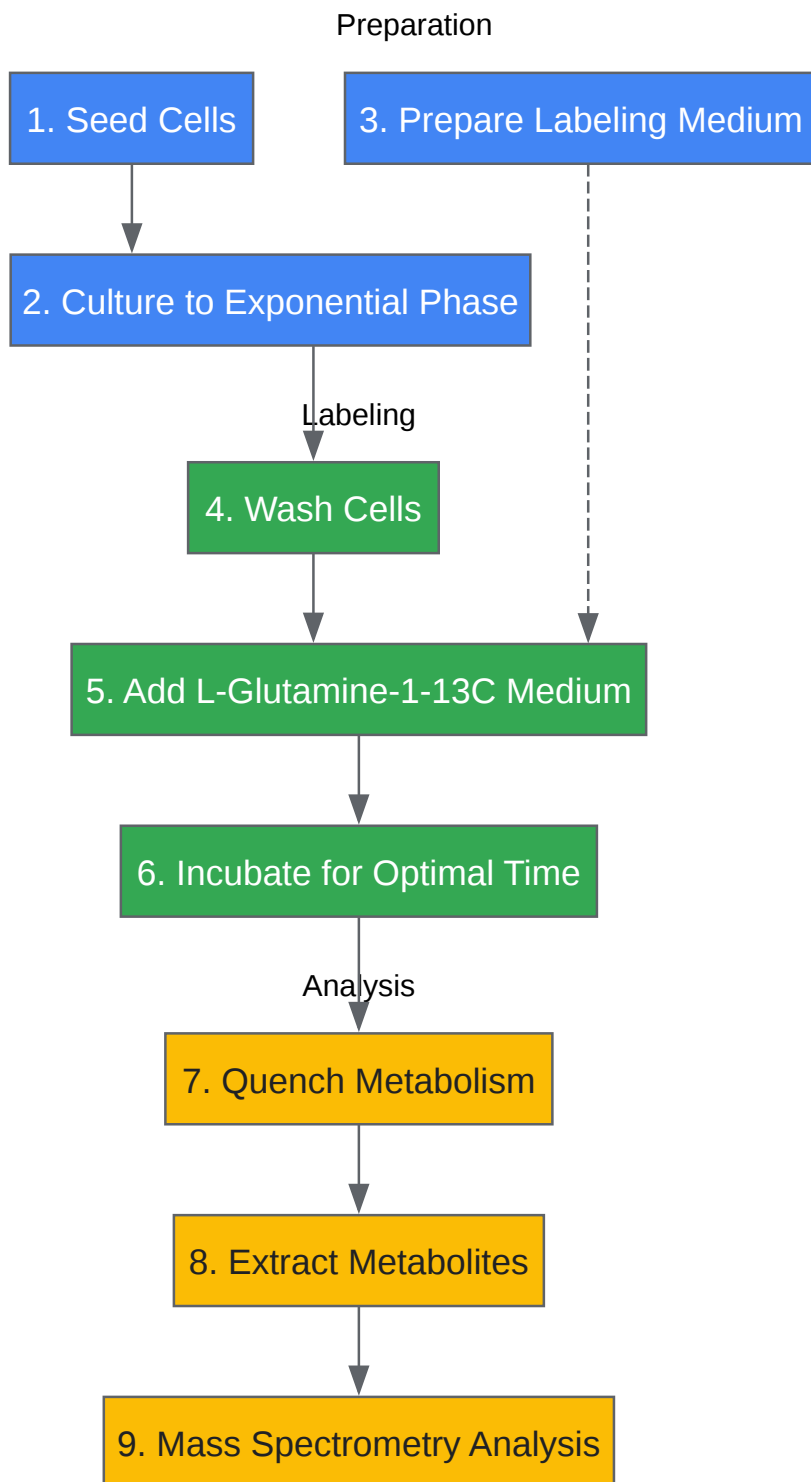 Preparation
1. Seed Cells
3. Prepare Labeling Medium
2. Culture to Exponential Phase
Labeling
4. Wash Cells
5. Add L-Glutamine-1-13C Medium
6. Incubate for Optimal Time
Analysis
7. Quench Metabolism
8. Extract Metabolites
9. Mass Spectrometry Analysis